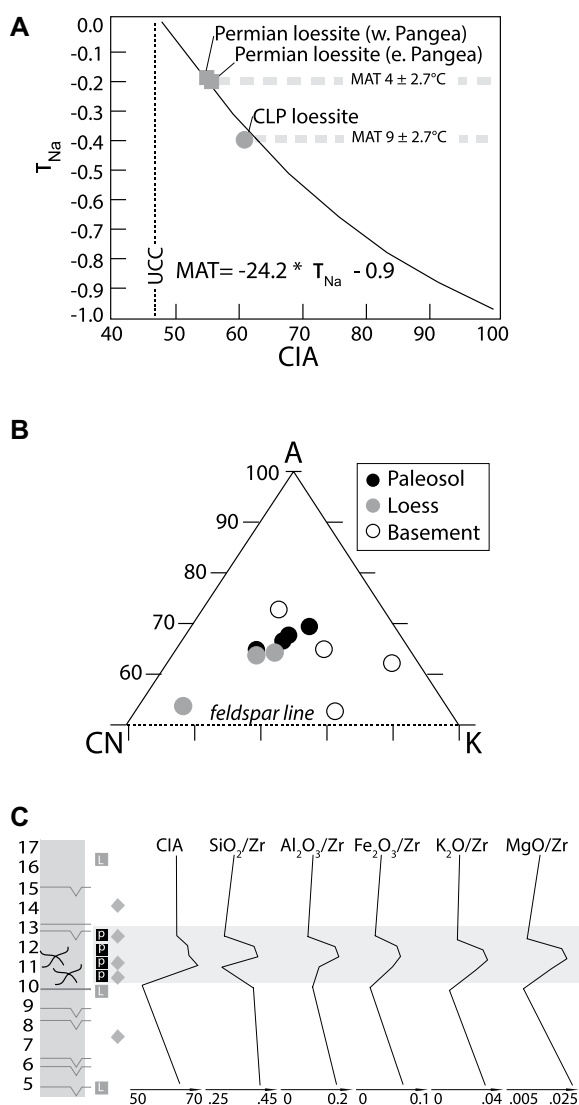 A
Permian loessite (w. Pangea)
Permian loessite (e. Pangea)
MAT 4 ± 2.7°C
CLP loessite
MAT 9 ± 2.7°C
0.0
-0.1
-0.2
-0.3
-0.4
-0.5
-0.6
-0.7
-0.8
-0.9
-1.0
τNa
UCC
MAT= -24.2 * τNa - 0.9
40 50 60 70 80 90 100
CIA
B
A
100
90
80
70
60
Paleosol
Loess
Basement
feldspar line
CN K
C
CIA SiO2/Zr Al2O3/Zr Fe2O3/Zr K2O/Zr MgO/Zr
17
16 L
15
14
13
P
12 P
11 P
P
10 L
9
8
7
6
5 L
50 70 .25 .45 0 0.2 0 0.1 0 .04 .005 .025